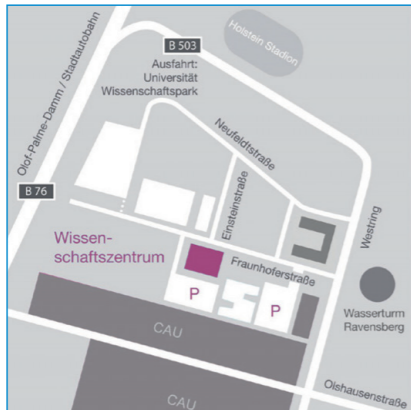 Holstein Stadion
B 503
Ausfahrt:
Universität
Wissenschaftspark
Olof-Palme-Damm / Stadtautobahn
Neufeldtstraße
B 76
Einsteinstraße
Westring
Wissen-
schaftszentrum
Fraunhoferstraße
P
P
Wasserturm
Ravensberg
CAU
Olshausenstraße
CAU